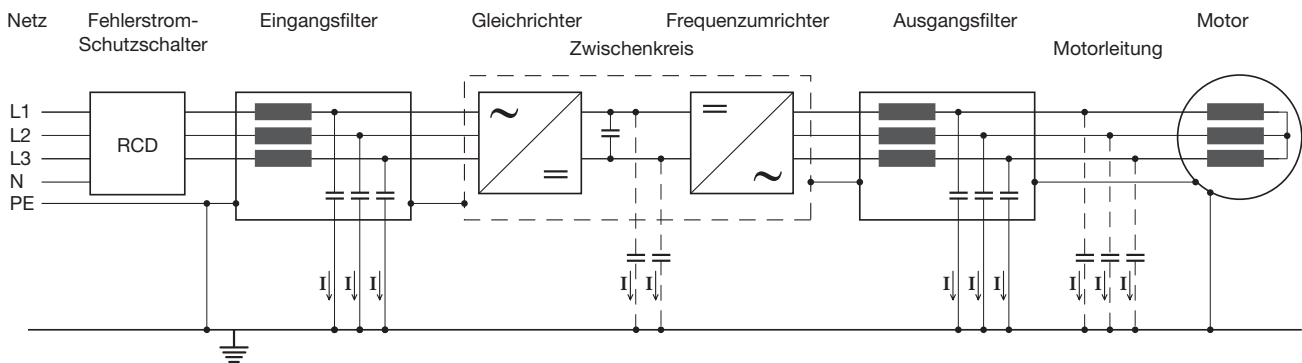 Netz
Fehlerstrom-
Schutzschalter
Eingangsfilter
Gleichrichter
Zwischenkreis
Frequenzumrichter
Ausgangsfilter
Motorleitung
Motor
L1
L2
L3
N
PE
RCD
I I I
I I
I I I
I I I